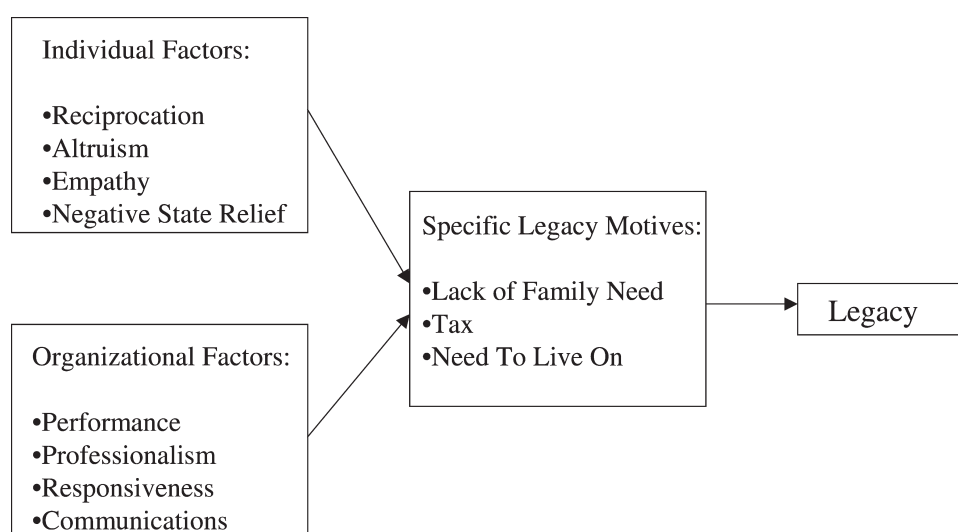 Individual Factors:
•Reciprocation
•Altruism
•Empathy
•Negative State Relief
Specific Legacy Motives:
•Lack of Family Need
•Tax
•Need To Live On
Legacy
Organizational Factors:
•Performance
•Professionalism
•Responsiveness
•Communications